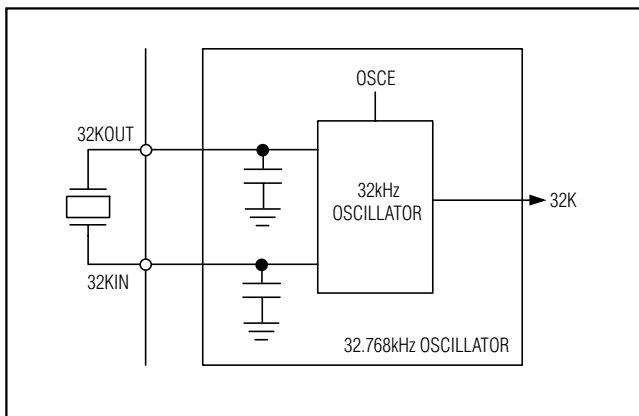 OSCE
32KOUT
32kHz
OSCILLATOR
32K
32KIN
32.768kHz OSCILLATOR